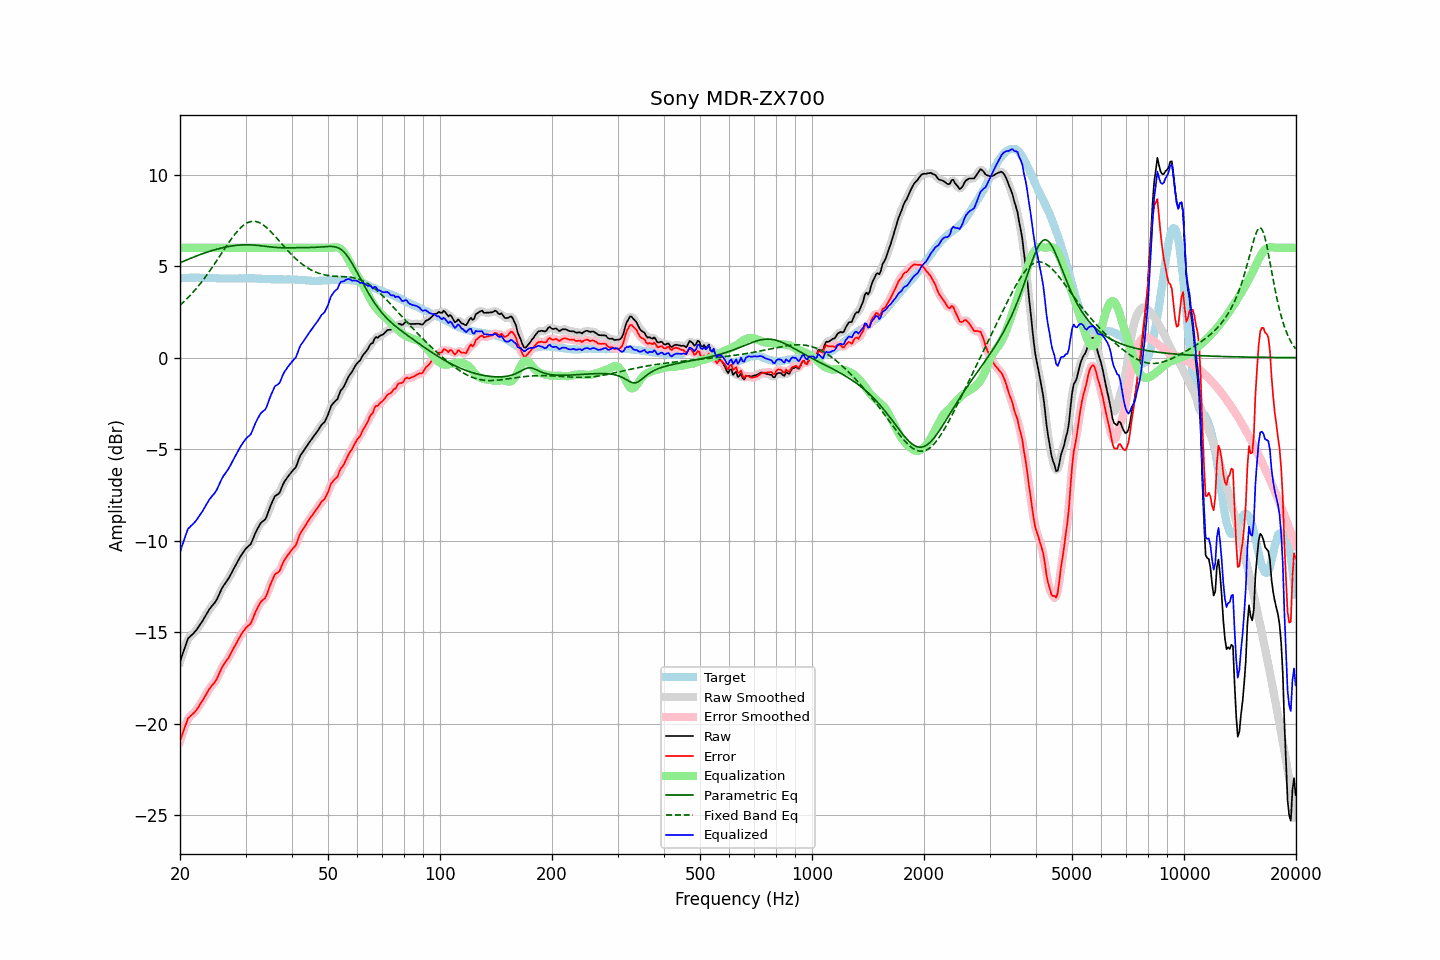 Sony MDR-ZX700
Amplitude (dBr)
10
5
0
−5
−10
−15
−20
−25
Target
Raw Smoothed
Error Smoothed
Raw
Error
Equalization
Parametric Eq
Fixed Band Eq
Equalized
20
50
100
200
500
1000
2000
5000
10000
20000
Frequency (Hz)